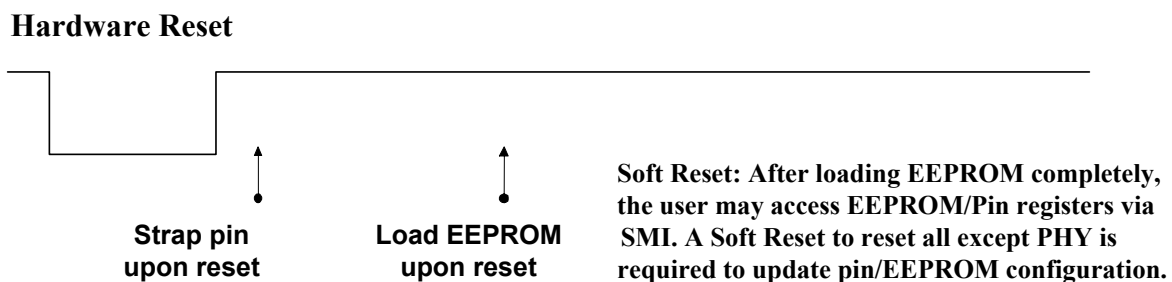 Hardware Reset
Strap pin
upon reset
Load EEPROM
upon reset
Soft Reset: After loading EEPROM completely,
the user may access EEPROM/Pin registers via
SMI. A Soft Reset to reset all except PHY is
required to update pin/EEPROM configuration.